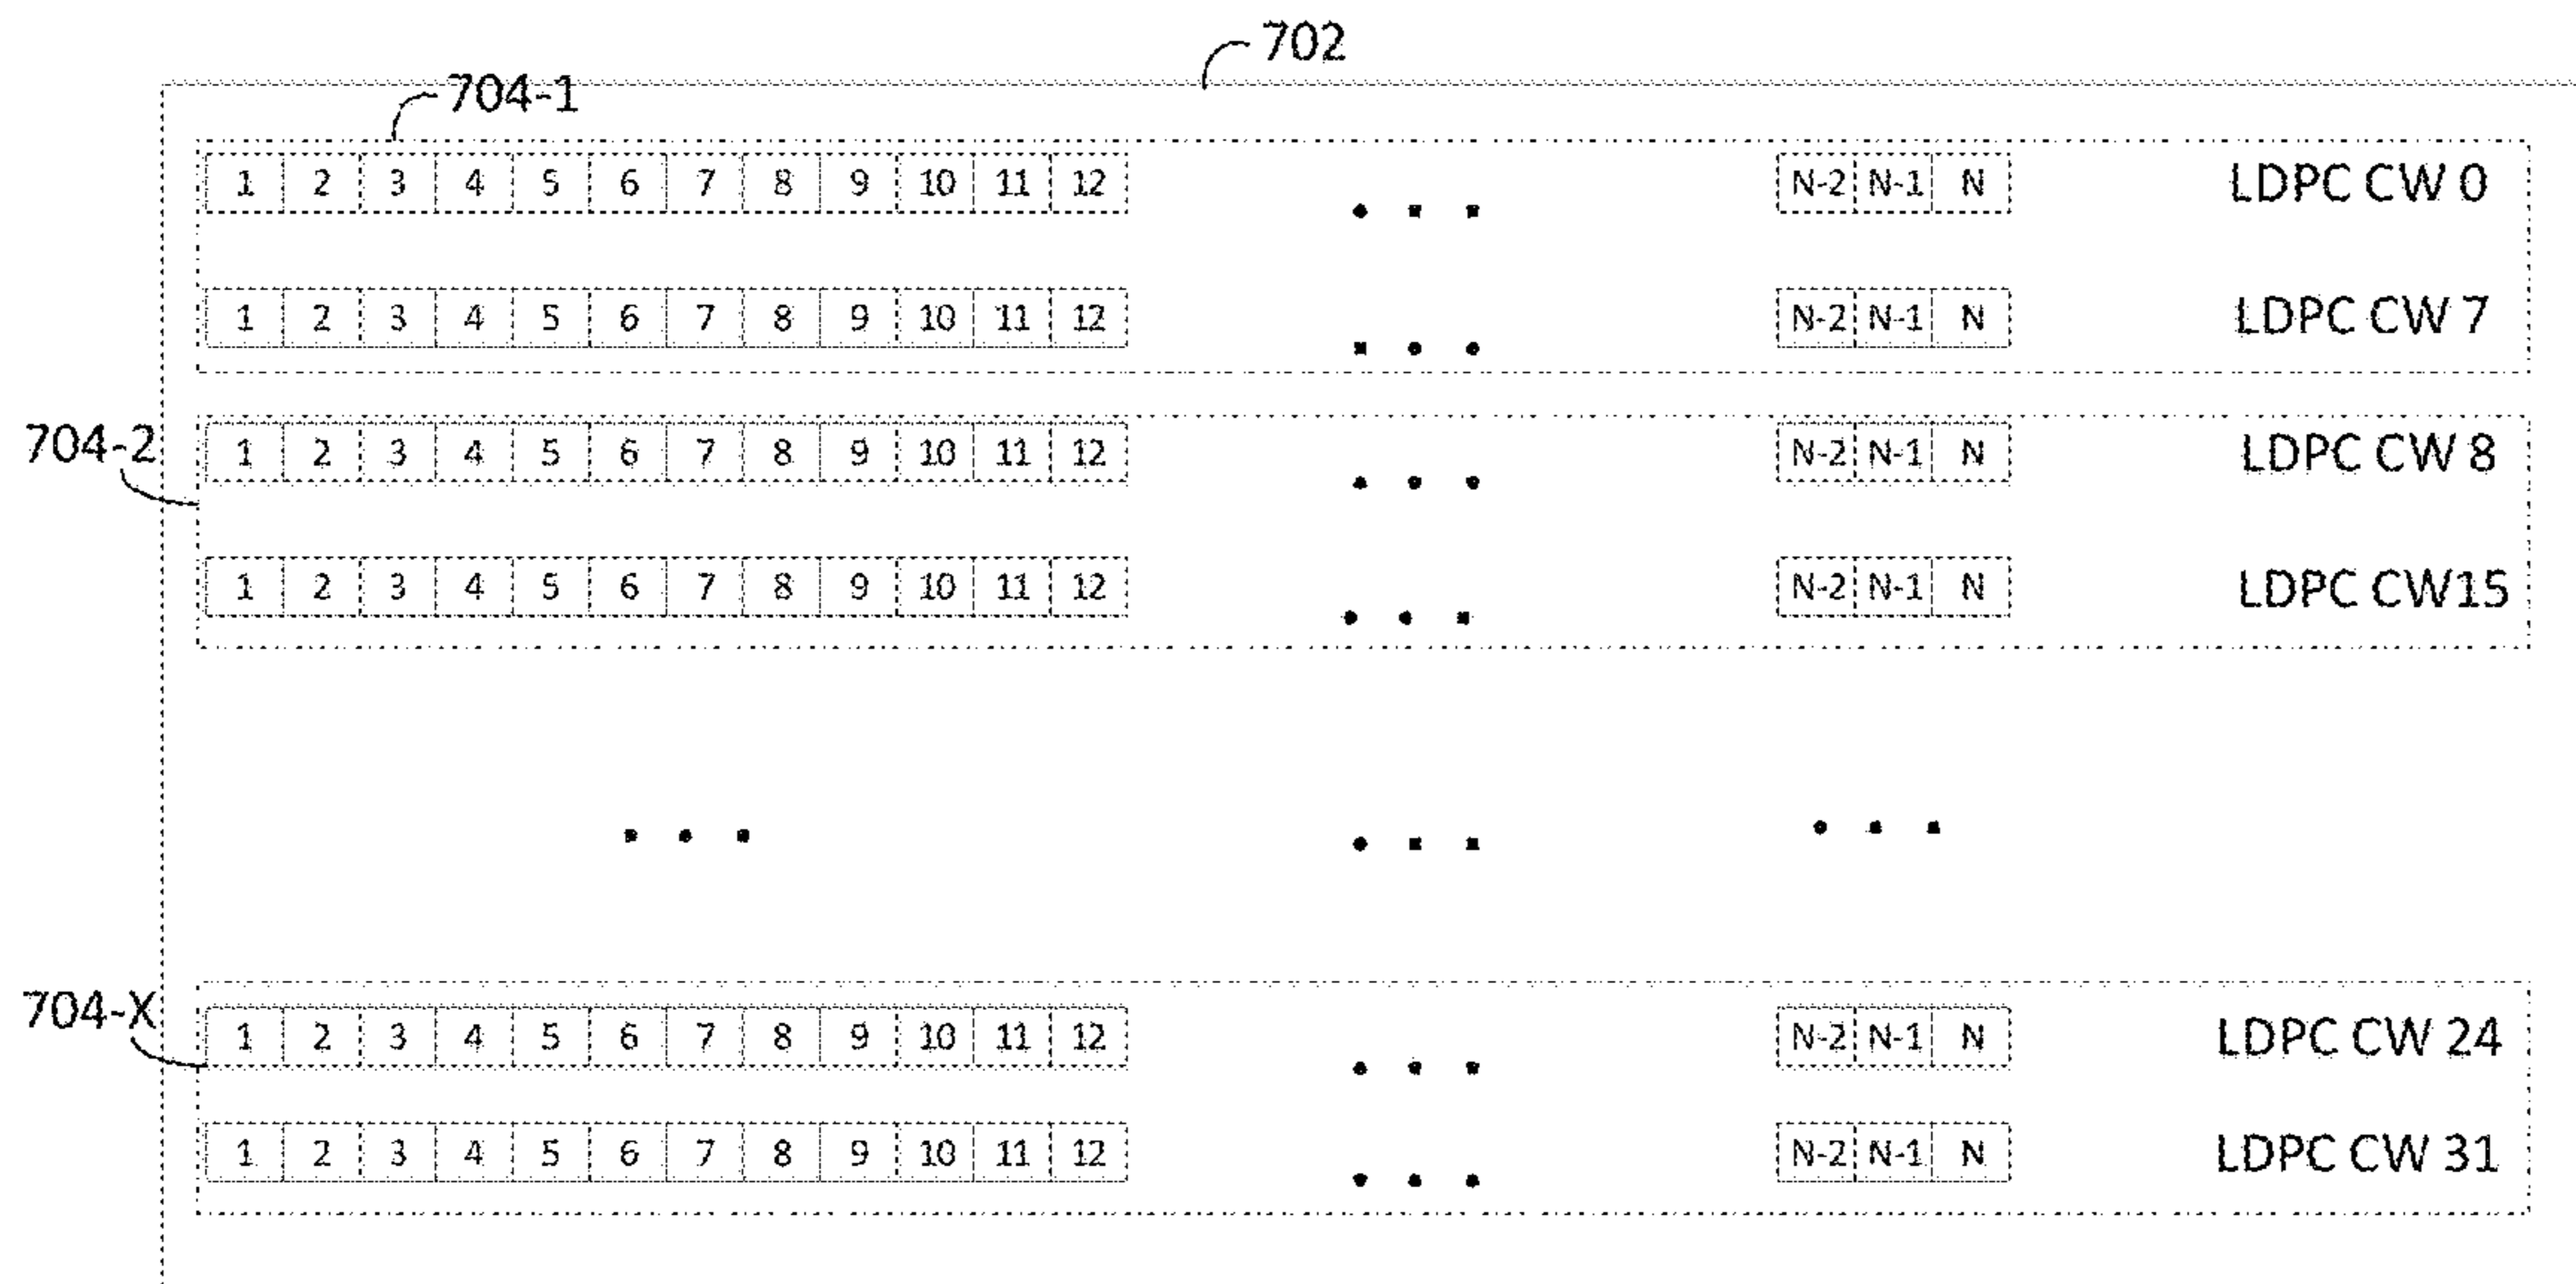 702
704-1
1 2 3 4 5 6 7 8 9 10 11 12 N-2 N-1 N LDPC CW 0
1 2 3 4 5 6 7 8 9 10 11 12 N-2 N-1 N LDPC CW 7
704-2
1 2 3 4 5 6 7 8 9 10 11 12 N-2 N-1 N LDPC CW 8
1 2 3 4 5 6 7 8 9 10 11 12 N-2 N-1 N LDPC CW15
704-X
1 2 3 4 5 6 7 8 9 10 11 12 N-2 N-1 N LDPC CW 24
1 2 3 4 5 6 7 8 9 10 11 12 N-2 N-1 N LDPC CW 31